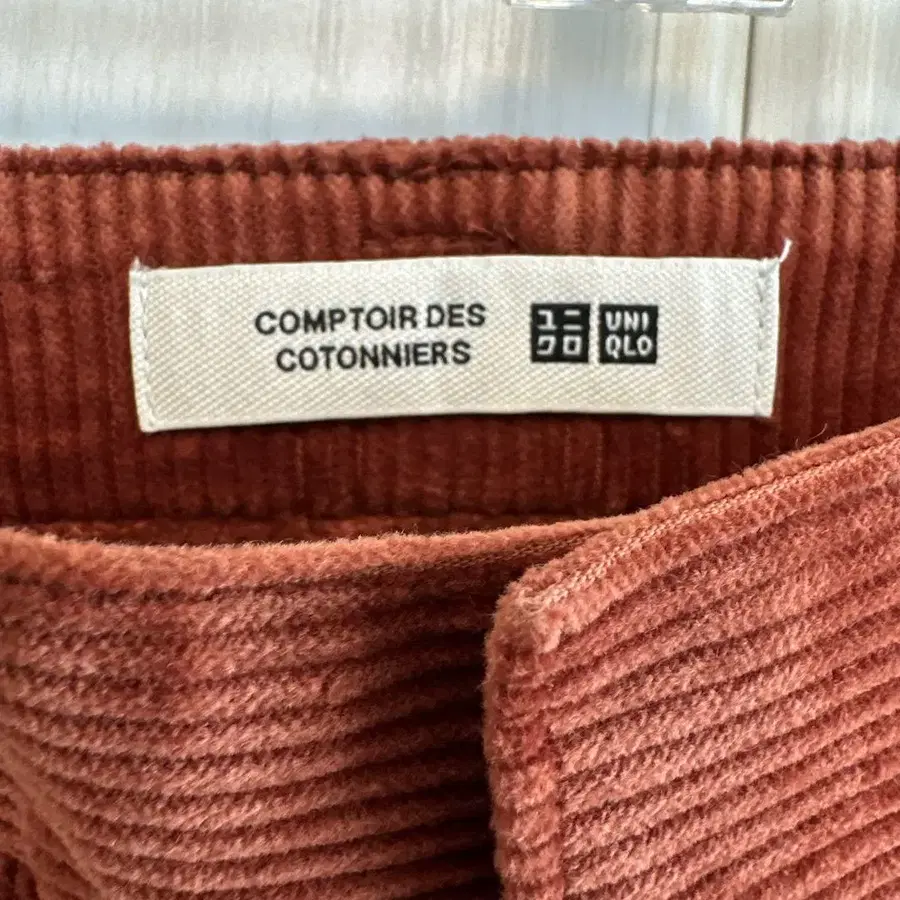 COMPTOIR DES
COTONNIERS
ユニ
クロ
UNI
QLO